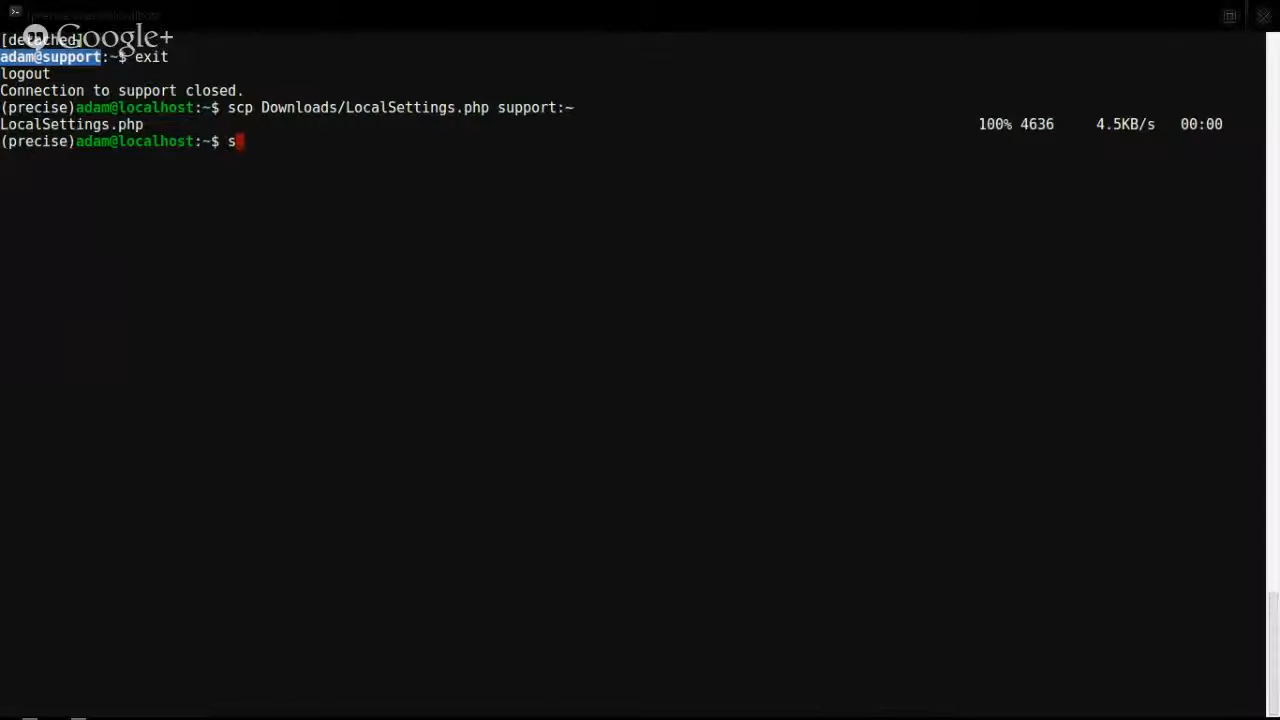 [detached]
Google+
adam@support:~$ exit
logout
Connection to support closed.
(precise)adam@localhost:~$ scp Downloads/LocalSettings.php support:~
LocalSettings.php 100% 4636 4.5KB/s 00:00
(precise)adam@localhost:~$ s